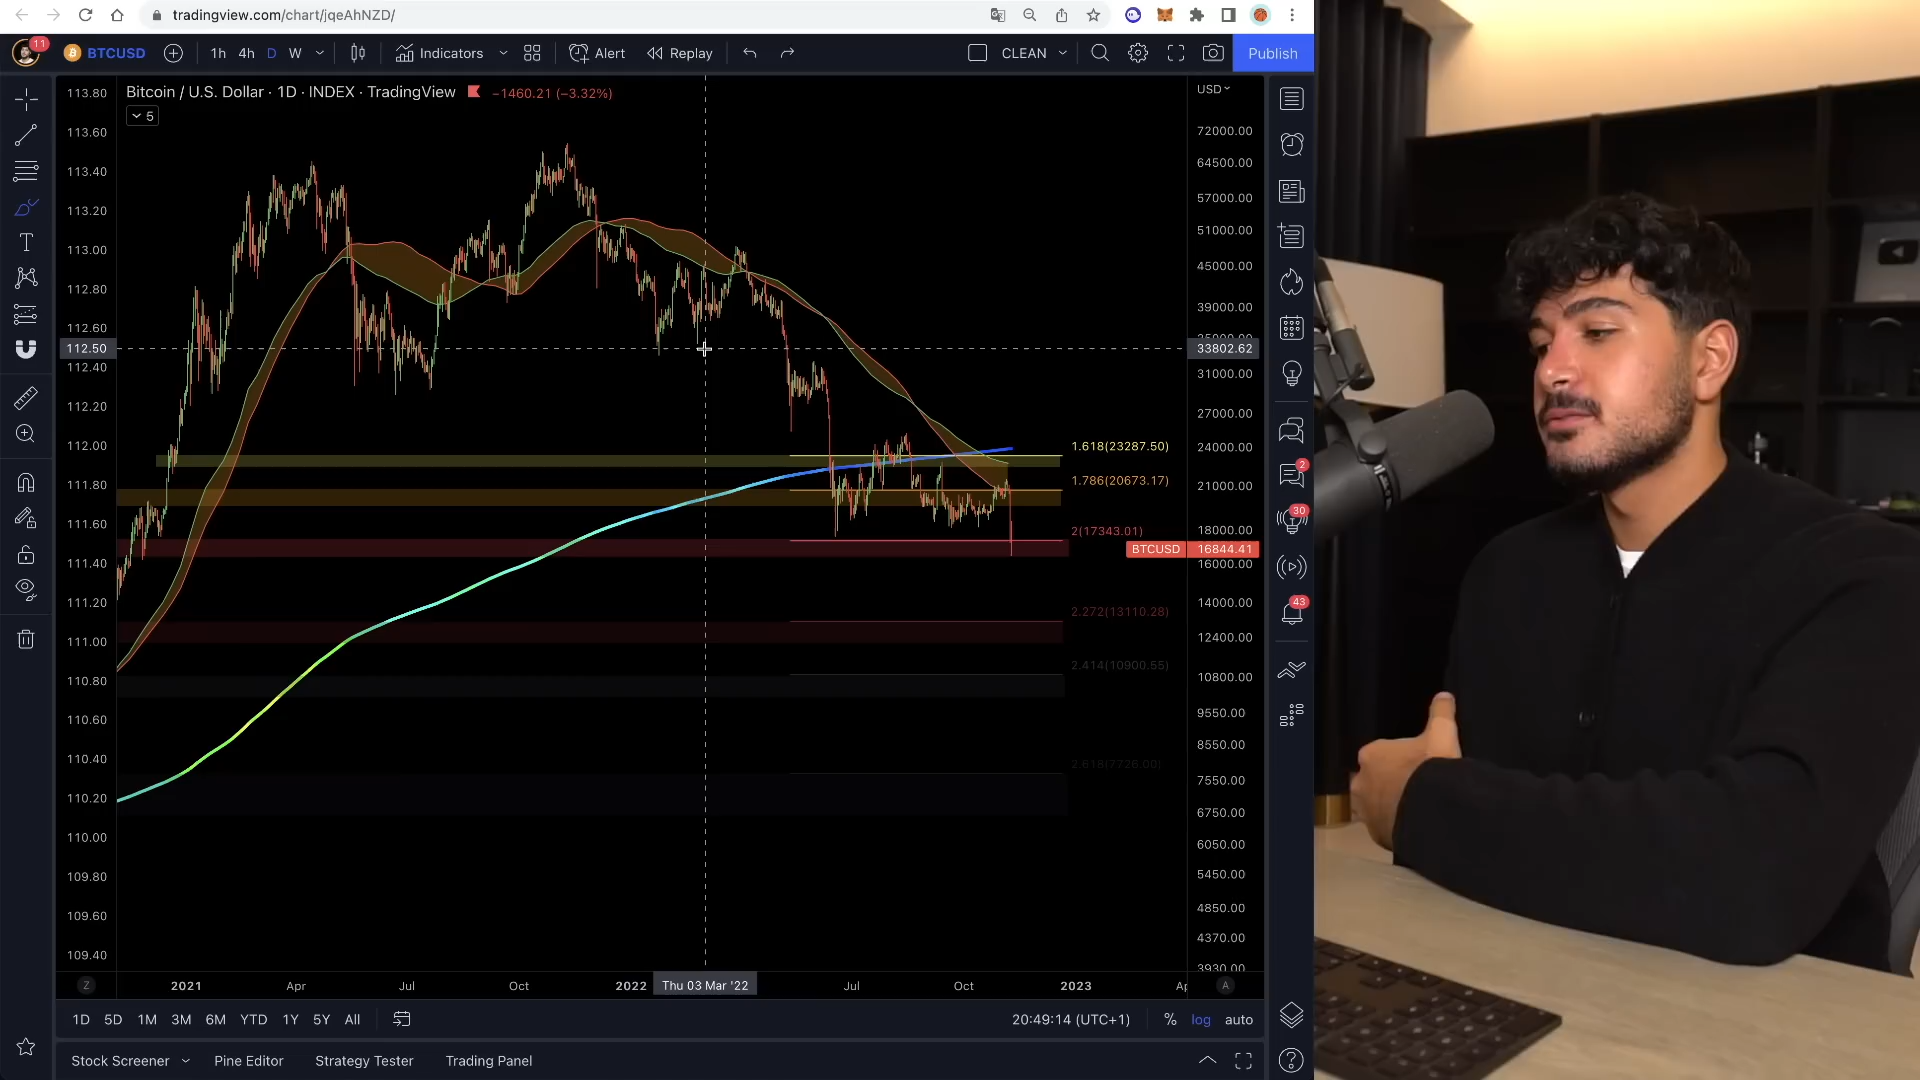 tradingview.com/chart/jqeAhNZD/
11
BTCUSD
1h 4h D W
Indicators
Alert
Replay
CLEAN
Publish
Bitcoin / U.S. Dollar · 1D · INDEX · TradingView
−1460.21 (−3.32%)
5
USD
113.80
113.60
113.40
113.20
113.00
112.80
112.60
112.50
112.40
112.20
112.00
111.80
111.60
111.40
111.20
111.00
110.80
110.60
110.40
110.20
110.00
109.80
109.60
109.40
1.618(23287.50)
1.786(20673.17)
2(17343.01)
BTCUSD 16844.41
2.272(13110.28)
2.414(10900.55)
2.618(7726.00)
72000.00
64500.00
57000.00
51000.00
45000.00
39000.00
33802.62
31000.00
27000.00
24000.00
21000.00
18000.00
16000.00
14000.00
12400.00
10800.00
9550.00
8550.00
7550.00
6750.00
6050.00
5450.00
4850.00
4370.00
3930.00
2
30
43
Z
2021 Apr Jul Oct 2022 Thu 03 Mar '22 Jul Oct 2023
A
1D 5D 1M 3M 6M YTD 1Y 5Y All
20:49:14 (UTC+1)
% log auto
Stock Screener
Pine Editor
Strategy Tester
Trading Panel